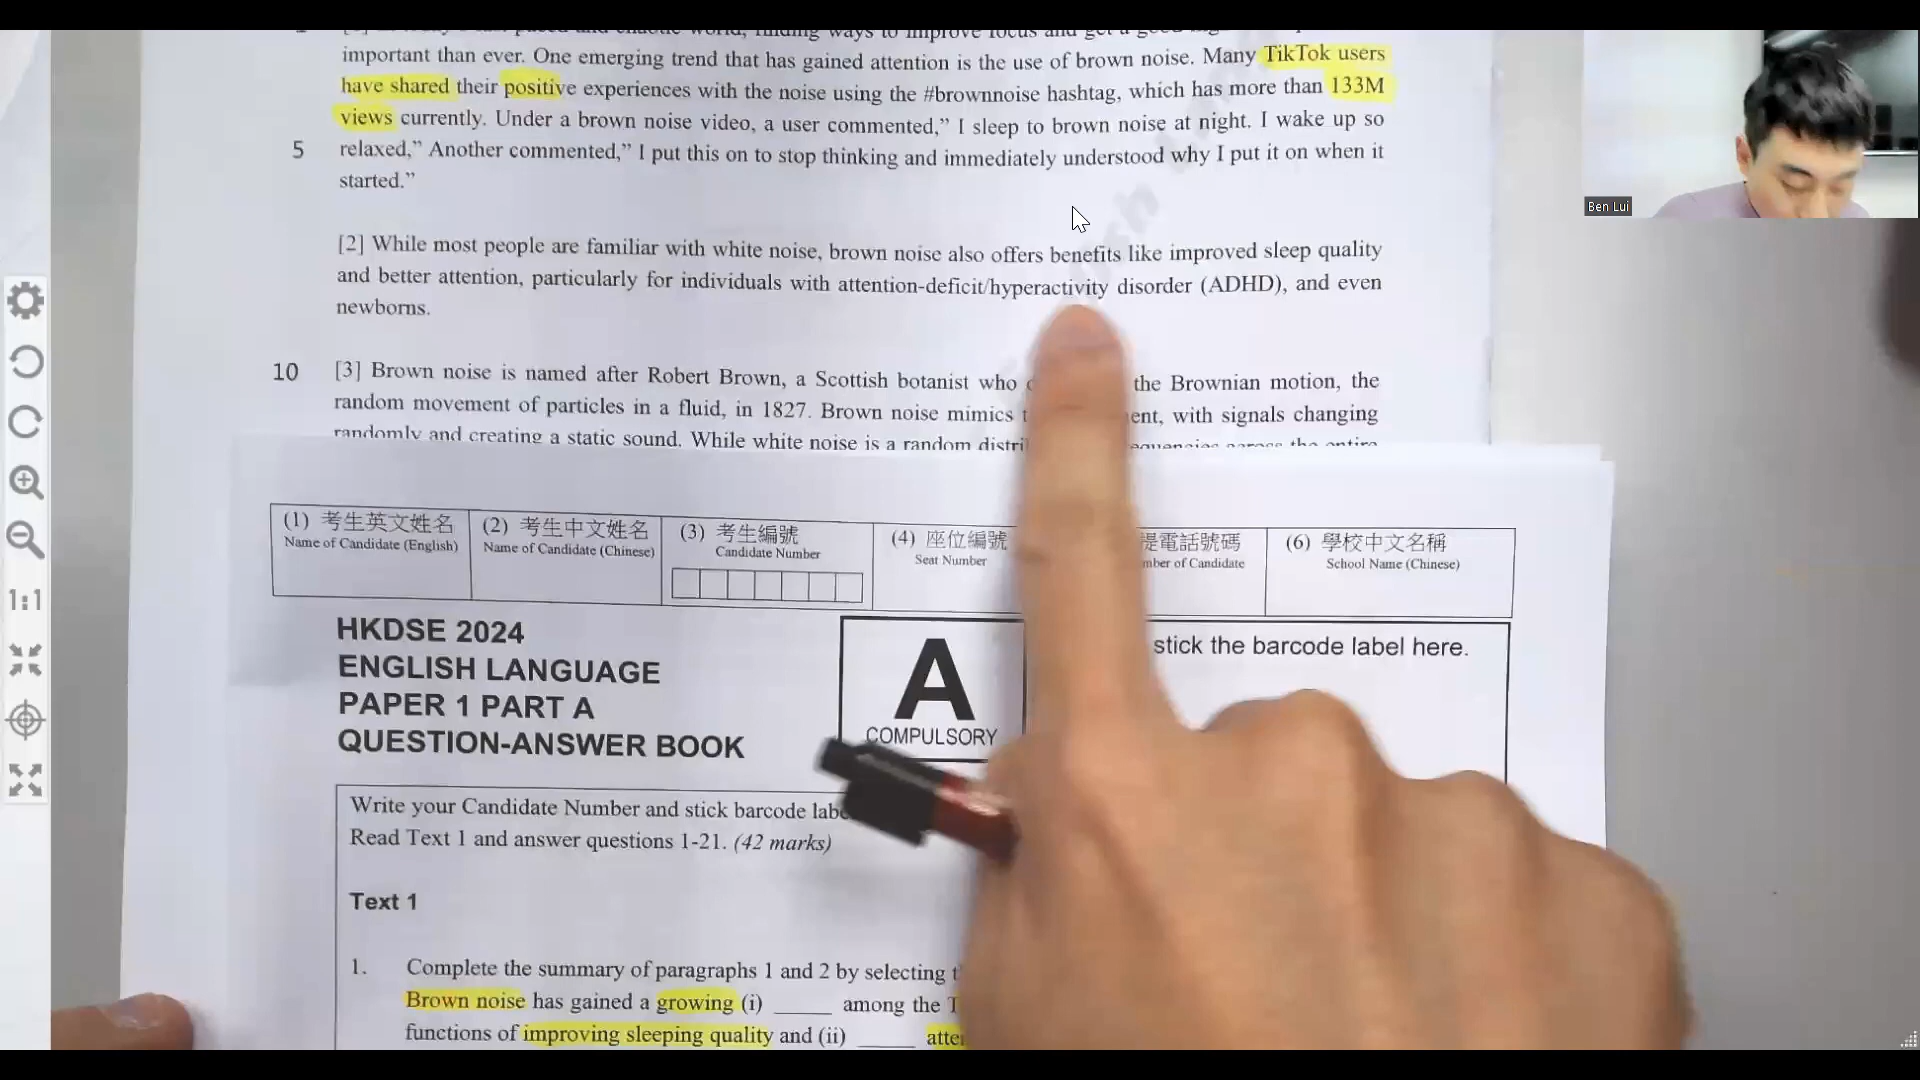 important than ever. One emerging trend that has gained attention is the use of brown noise. Many TikTok users
have shared their positive experiences with the noise using the #brownnoise hashtag, which has more than 133M
views currently. Under a brown noise video, a user commented,” I sleep to brown noise at night. I wake up so
5 relaxed,” Another commented,” I put this on to stop thinking and immediately understood why I put it on when it
started.”
[2] While most people are familiar with white noise, brown noise also offers benefits like improved sleep quality
and better attention, particularly for individuals with attention-deficit/hyperactivity disorder (ADHD), and even
newborns.
10 [3] Brown noise is named after Robert Brown, a Scottish botanist who the Brownian motion, the
random movement of particles in a fluid, in 1827. Brown noise mimics with signals changing
randomly and creating a static sound. While white noise is a random
Ben Lui
1:1
(1) 考生英文姓名 (2) 考生中文姓名 (3) 考生編號 (4) 座位編號 電話號碼 (6) 學校中文名稱
Name of Candidate (English) Name of Candidate (Chinese) Candidate Number Seat Number of Candidate School Name (Chinese)
HKDSE 2024
ENGLISH LANGUAGE
PAPER 1 PART A
QUESTION-ANSWER BOOK
A
COMPULSORY
stick the barcode label here.
Write your Candidate Number and stick barcode
Read Text 1 and answer questions 1-21. (42 marks)
Text 1
1. Complete the summary of paragraphs 1 and 2 by selecting
Brown noise has gained a growing (i) _____ among the
functions of improving sleeping quality and (ii) _____